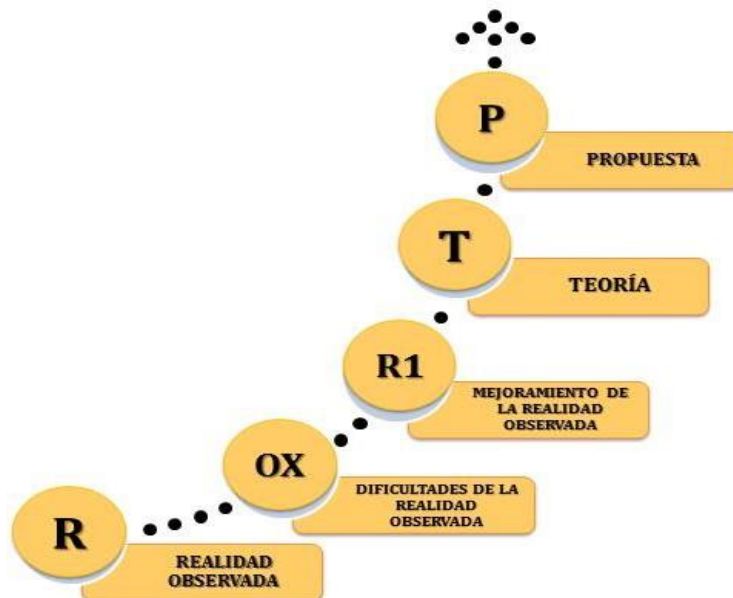 P
PROPUESTA
T
TEORÍA
R1
MEJORAMIENTO DE
LA REALIDAD
OBSERVADA
OX
DIFICULTADES DE LA
REALIDAD
OBSERVADA
R
REALIDAD
OBSERVADA